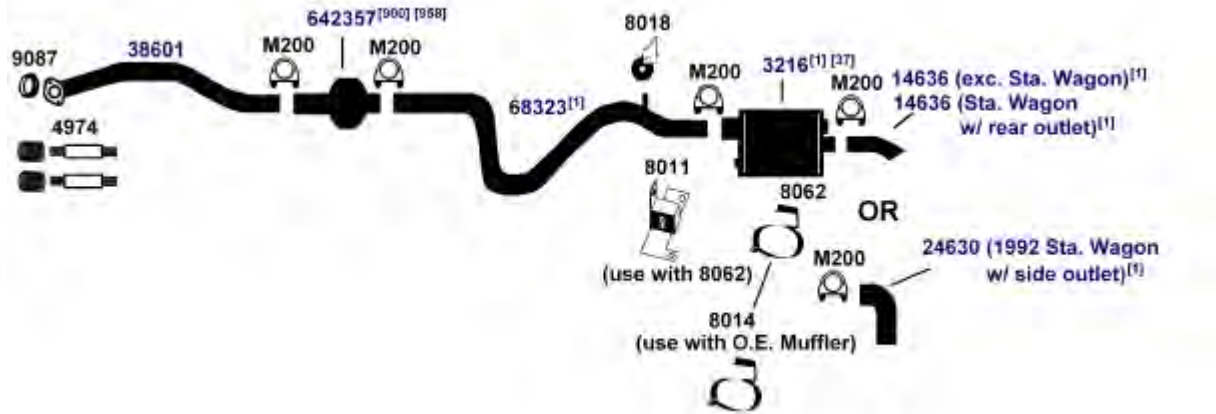 642357[900] [958]
8018
9087
38601
M200
M200
M200
3216[1] [37]
M200
14636 (exc. Sta. Wagon)[1]
14636 (Sta. Wagon
w/ rear outlet)[1]
68323[1]
4974
8011
8062
OR
(use with 8062)
M200
24630 (1992 Sta. Wagon
w/ side outlet)[1]
8014
(use with O.E. Muffler)